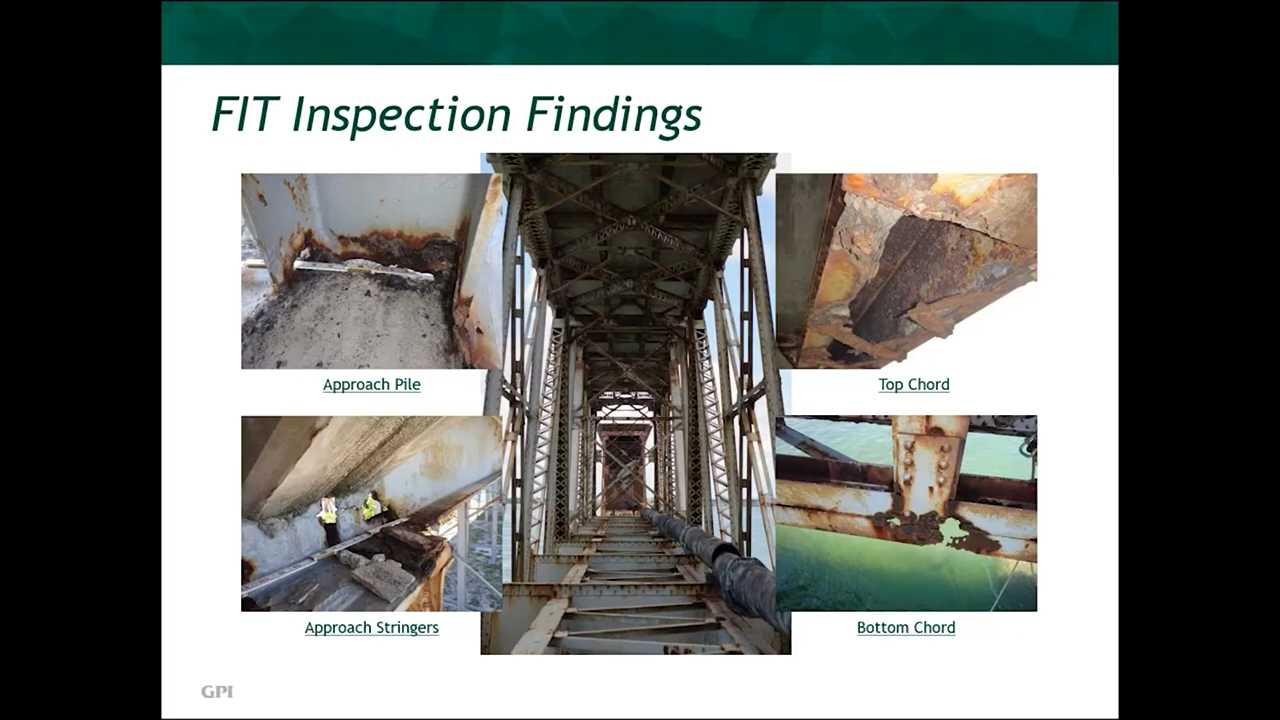 FIT Inspection Findings
Approach Pile
Top Chord
Approach Stringers
Bottom Chord
GPI